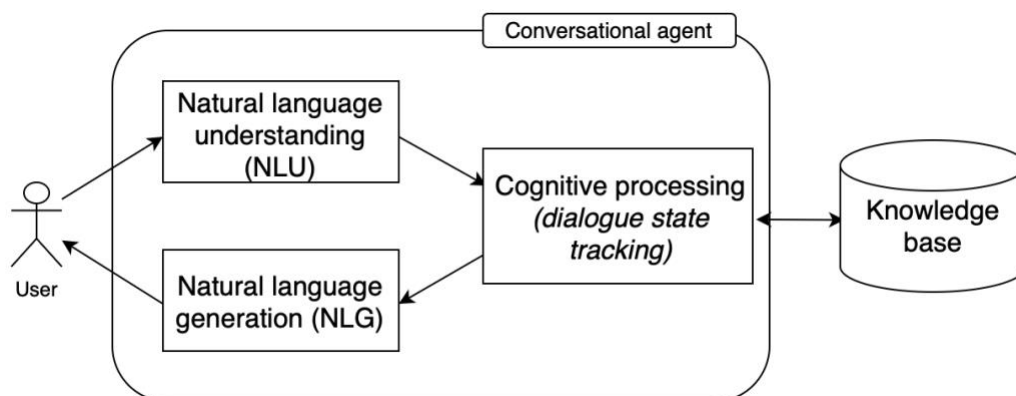 Conversational agent
Natural language
understanding
(NLU)
Cognitive processing
(dialogue state
tracking)
Knowledge
base
User
Natural language
generation (NLG)